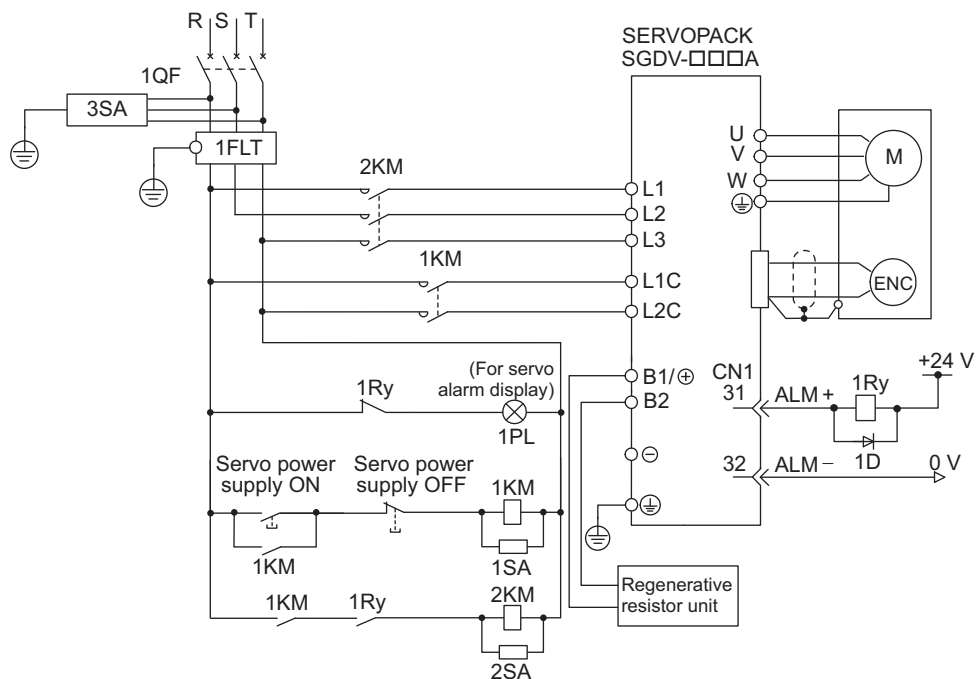 R S T
SERVOPACK
SGDV-□□□A
1QF
3SA
1FLT
2KM
L1
L2
L3
1KM
L1C
L2C
U
V
W
M
ENC
(For servo
alarm display)
1Ry
1PL
B1/⊕
B2
⊖
CN1
31
ALM+
1Ry
+24 V
1D
32
ALM−
0 V
Servo power
supply ON
Servo power
supply OFF
1KM
1KM
1SA
1KM
1Ry
2KM
2SA
Regenerative
resistor unit